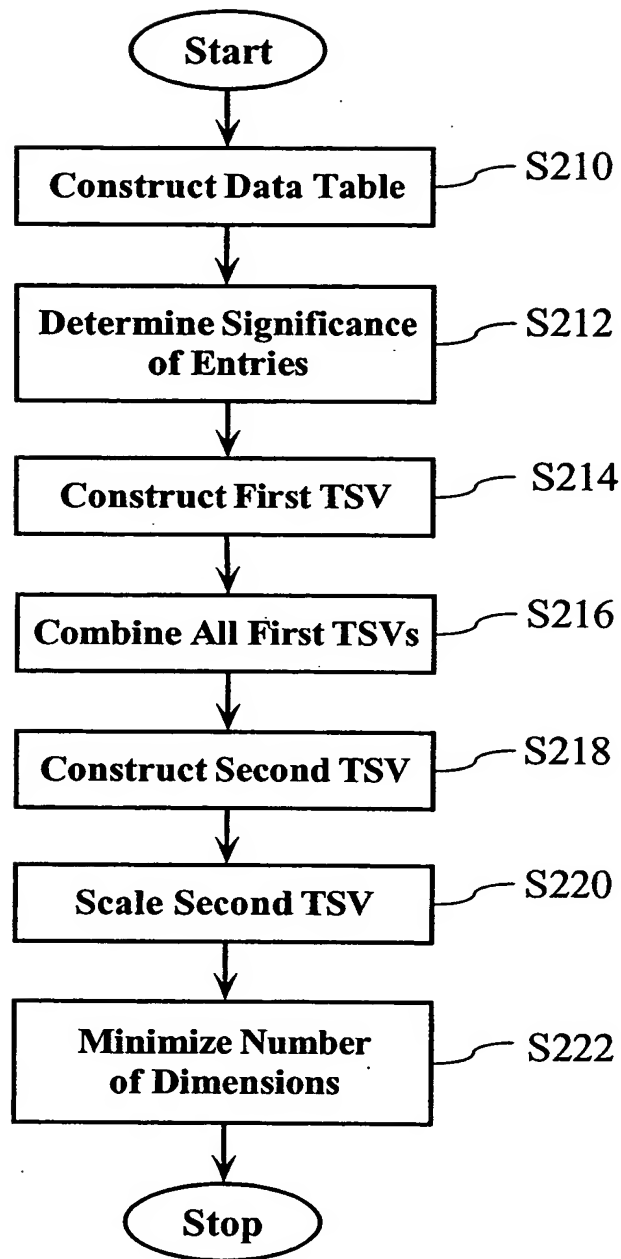 Start
Construct Data Table
S210
Determine Significance
of Entries
S212
Construct First TSV
S214
Combine All First TSVs
S216
Construct Second TSV
S218
Scale Second TSV
S220
Minimize Number
of Dimensions
S222
Stop